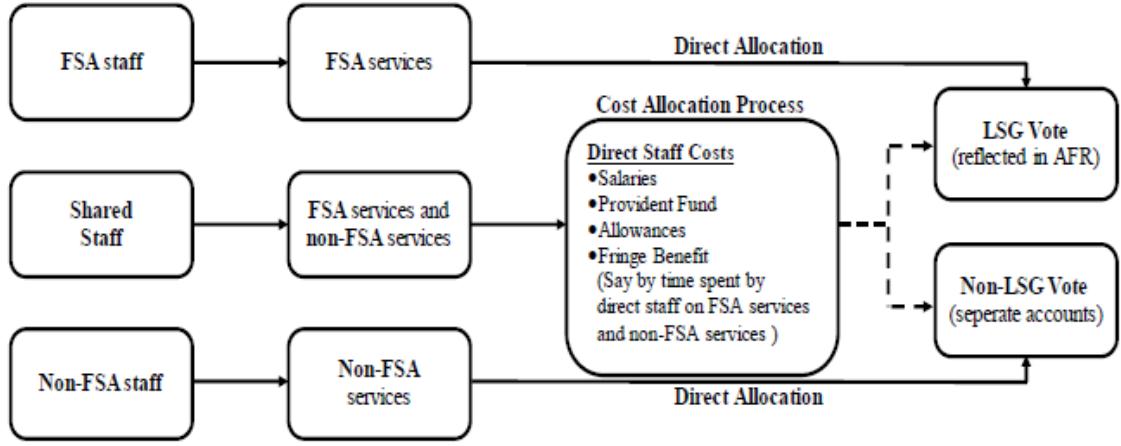 FSA staff
FSA services
Direct Allocation
LSG Vote
(reflected in AFR)
Cost Allocation Process
Shared
Staff
FSA services and
non-FSA services
Direct Staff Costs
•Salaries
•Provident Fund
•Allowances
•Fringe Benefit
(Say by time spent by
direct staff on FSA services
and non-FSA services )
Non-LSG Vote
(seperate accounts)
Non-FSA staff
Non-FSA
services
Direct Allocation